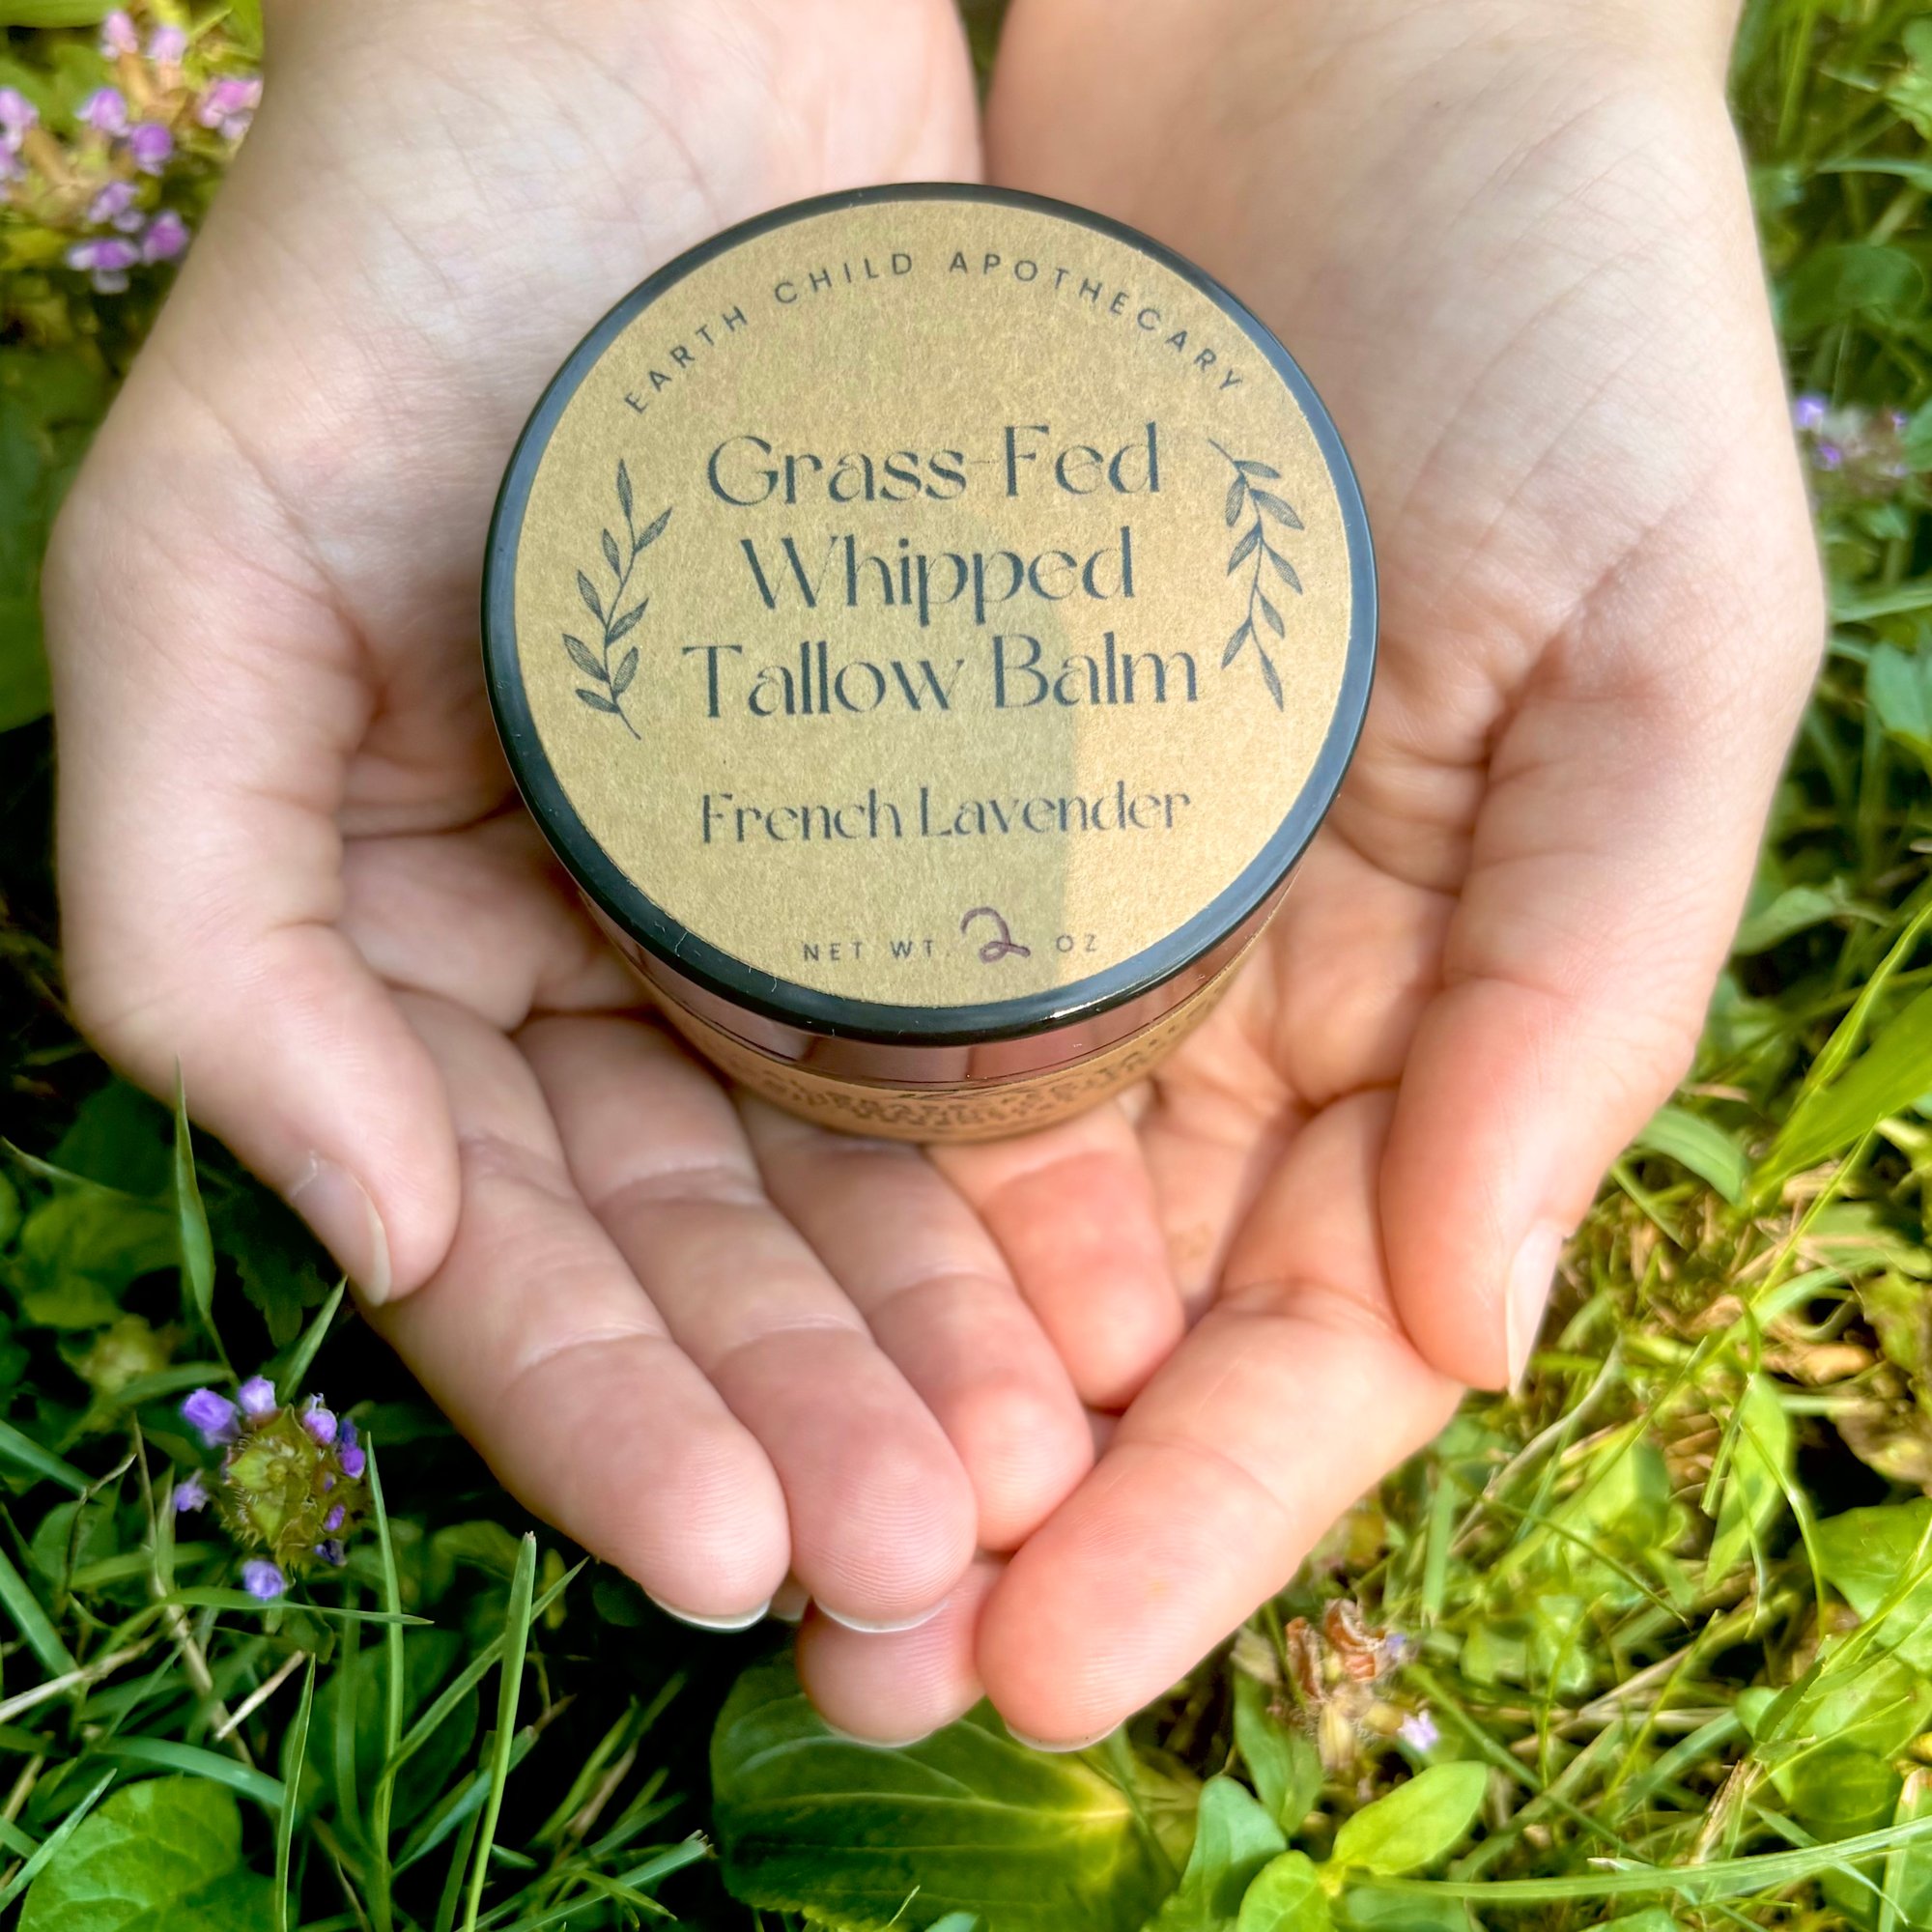 EARTH CHILD APOTHECARY
Grass-Fed
Whipped
Tallow Balm
French Lavender
NET WT. 2 OZ